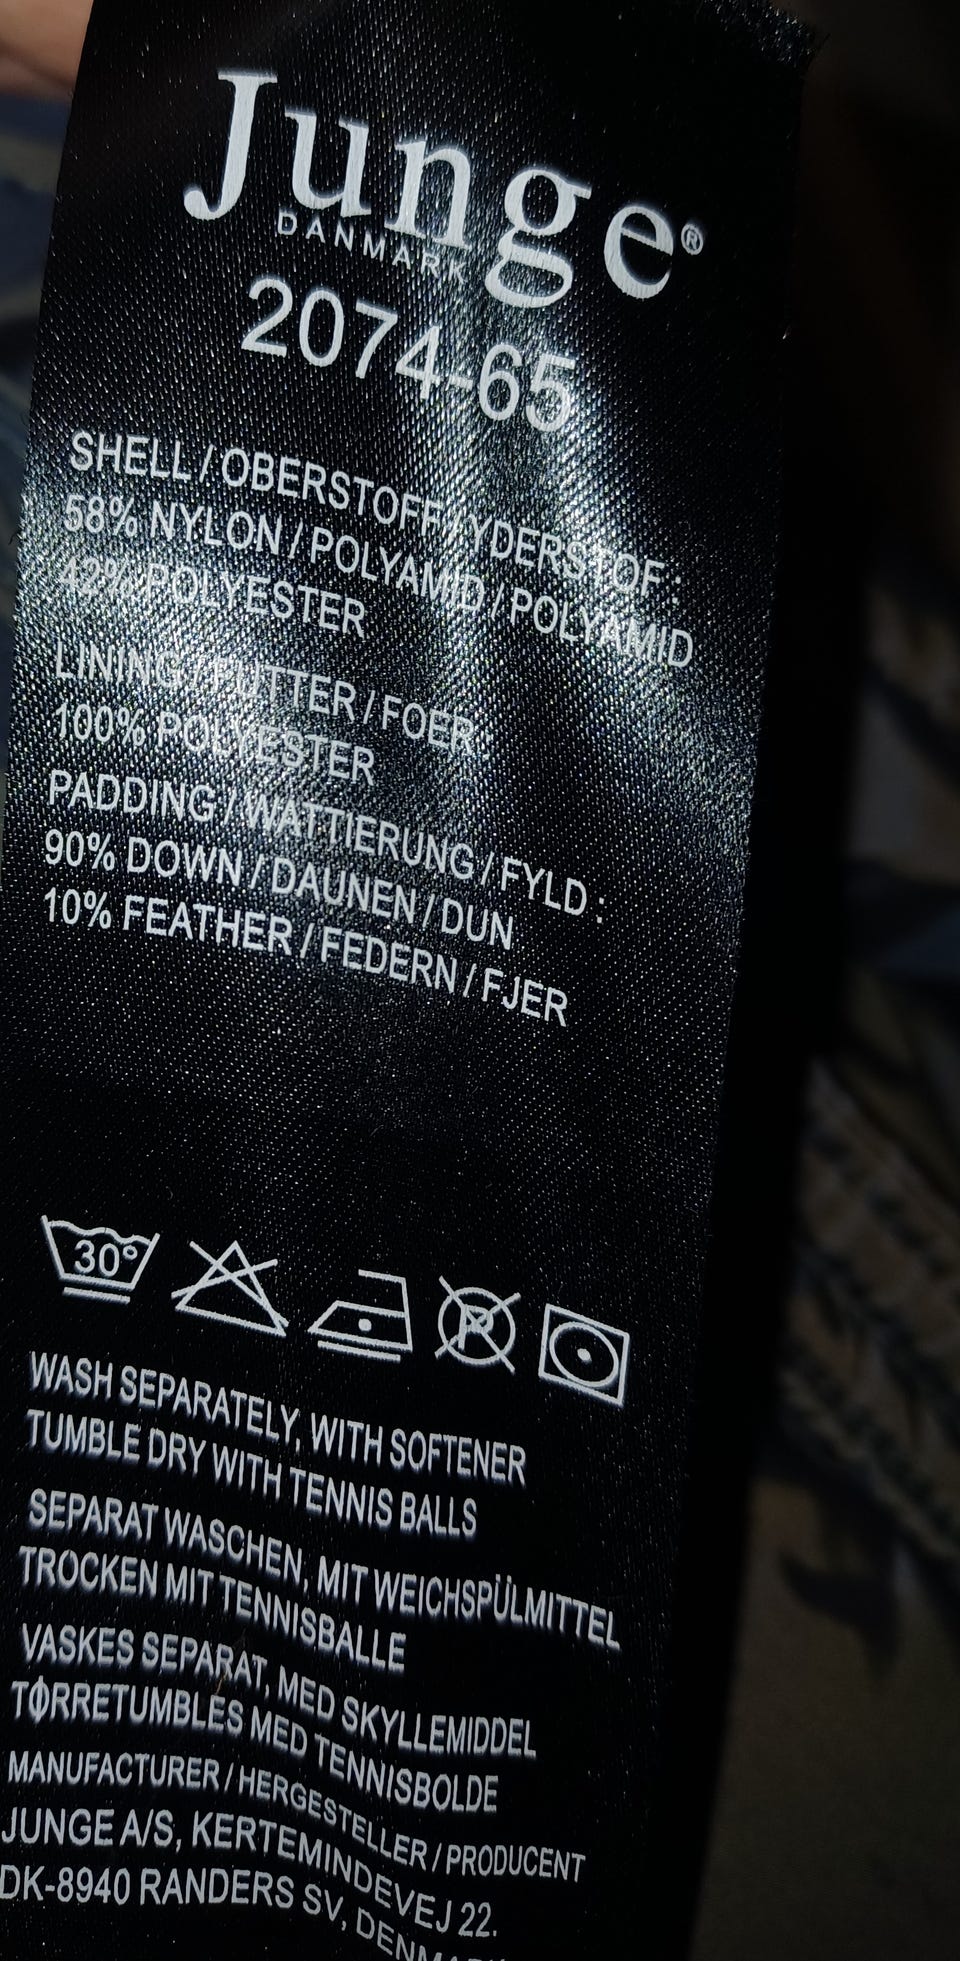 Junge®
DANMARK
2074-65
SHELL / OBERSTOFF / YDERSTOF :
58% NYLON / POLYAMID / POLYAMID
42% POLYESTER
LINING / FUTTER / FOER :
100% POLYESTER
PADDING / WATTIERUNG / FYLD :
90% DOWN / DAUNEN / DUN
10% FEATHER / FEDERN / FJER
30°
P
WASH SEPARATELY, WITH SOFTENER
TUMBLE DRY WITH TENNIS BALLS
SEPARAT WASCHEN, MIT WEICHSPÜLMITTEL
TROCKEN MIT TENNISBALLE
VASKES SEPARAT, MED SKYLLEMIDDEL
TØRRETUMBLES MED TENNISBOLDE
MANUFACTURER / HERGESTELLER / PRODUCENT
JUNGE A/S, KERTEMINDEVEJ 22.
DK-8940 RANDERS SV, DENMARK